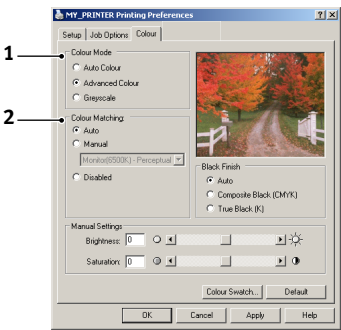 MY_PRINTER Printing Preferences
Setup Job Options Colour
1
Colour Mode
Auto Colour
Advanced Colour
Greyscale
2
Colour Matching:
Auto
Manual
Monitor(6500K) - Perceptual
Disabled
Black Finish
Auto
Composite Black (CMYK)
True Black (K)
Manual Settings
Brightness: 0
Saturation: 0
Colour Swatch... Default
OK Cancel Apply Help